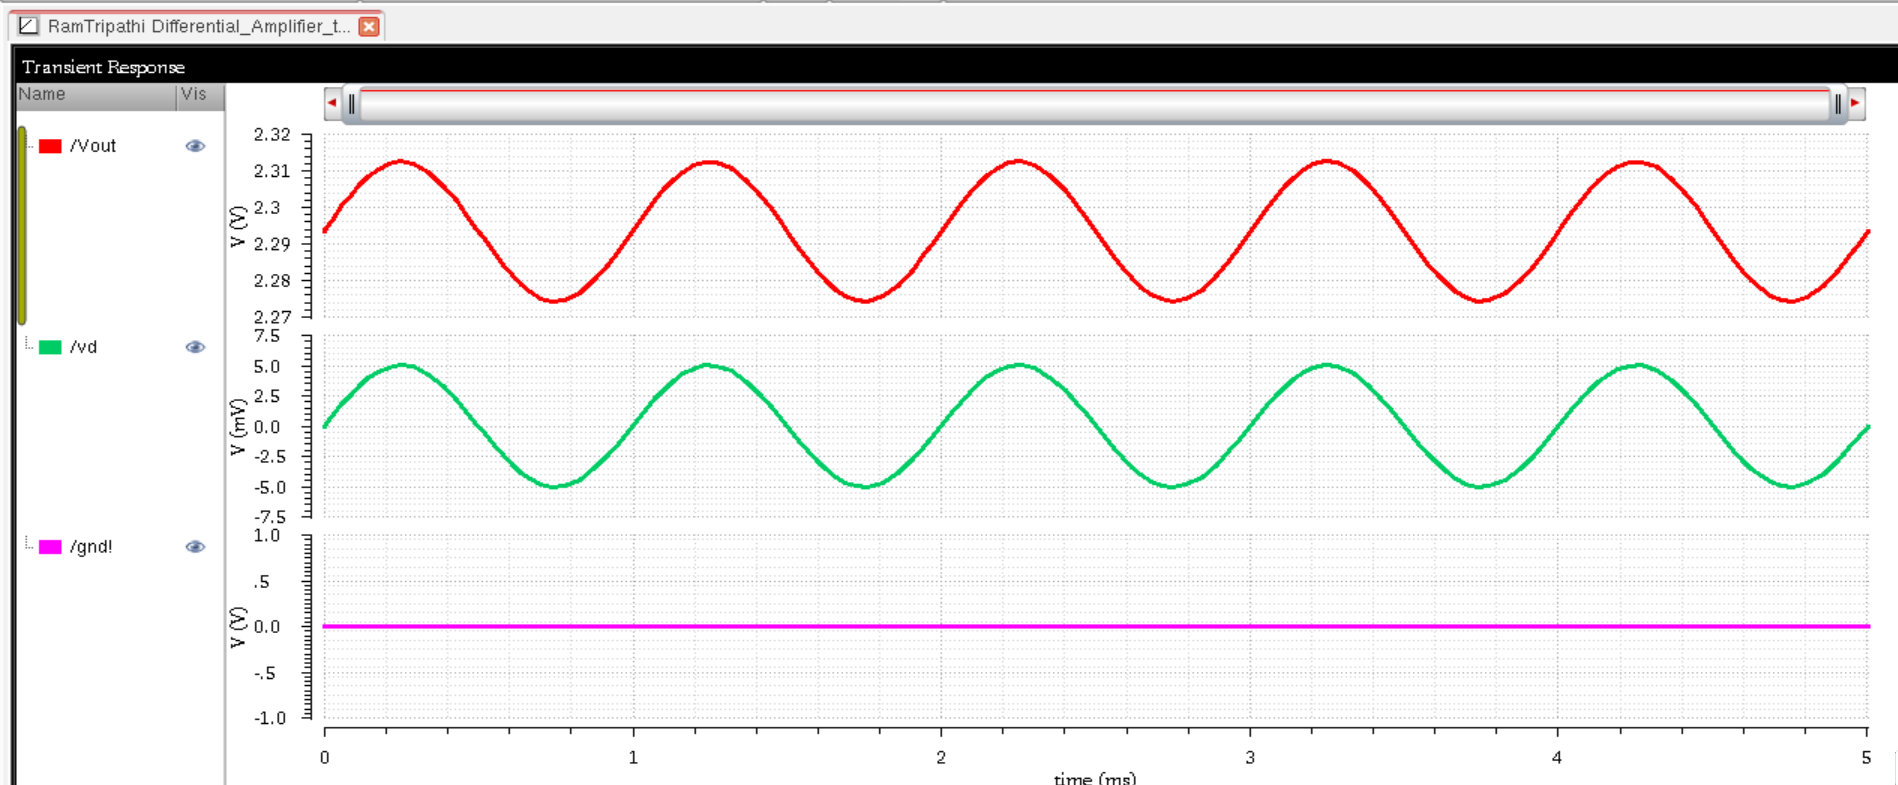 RamTripathi Differential_Amplifier_t...
Transient Response
Name Vis
/Vout
V (V)
2.32
2.31
2.3
2.29
2.28
2.27
/vd
V (mV)
7.5
5.0
2.5
0.0
-2.5
-5.0
-7.5
/gnd!
V (V)
1.0
.5
0.0
-.5
-1.0
0 1 2 3 4 5
time (ms)